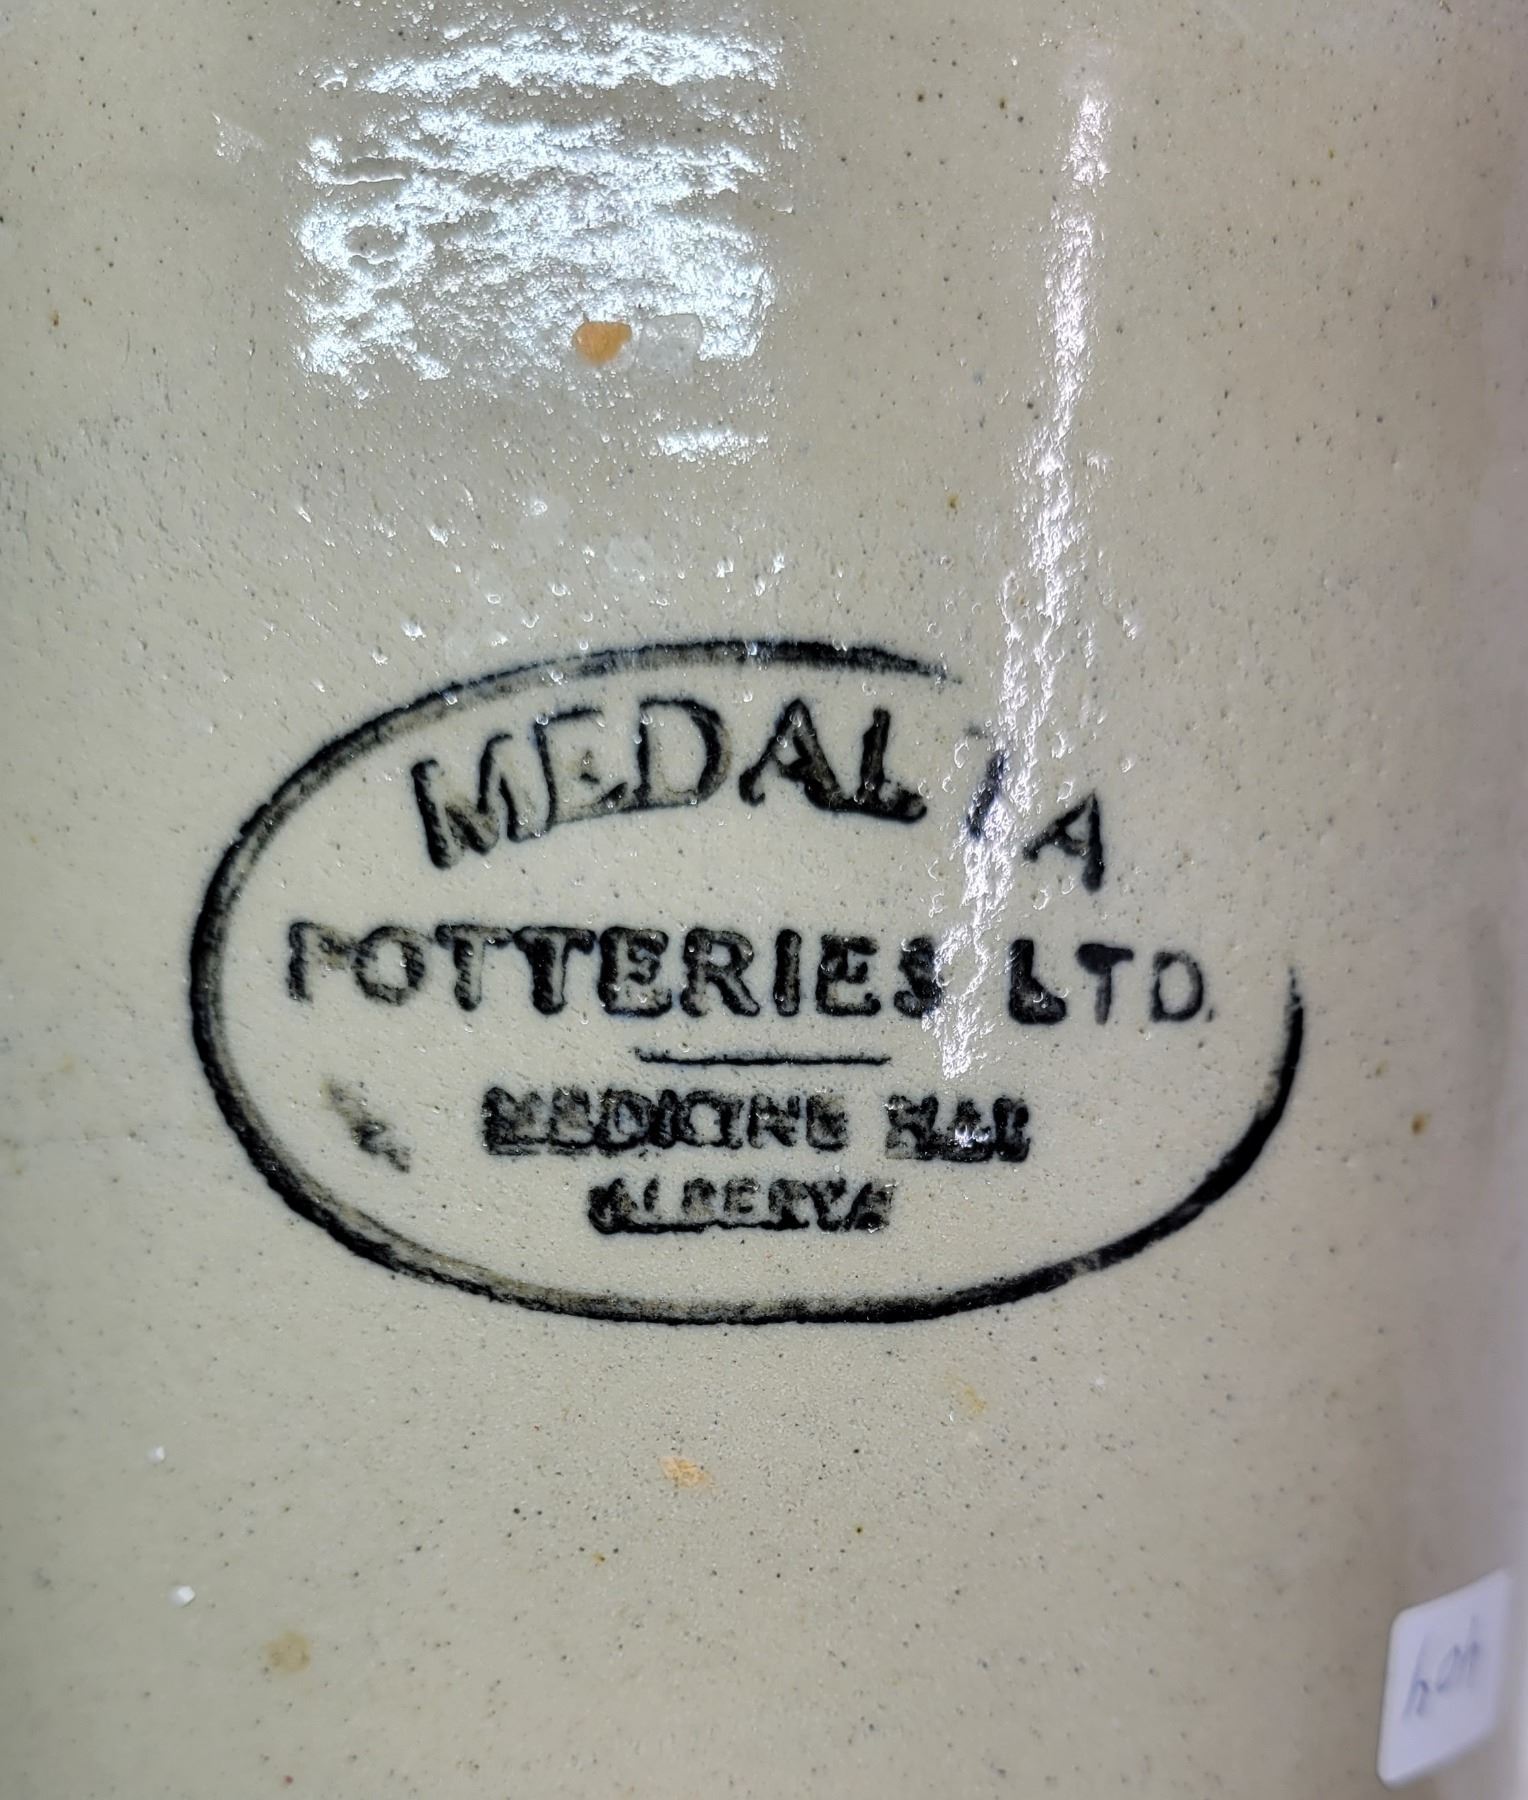 MEDALTA
POTTERIES LTD.
MEDICINE HAT
ALBERTA